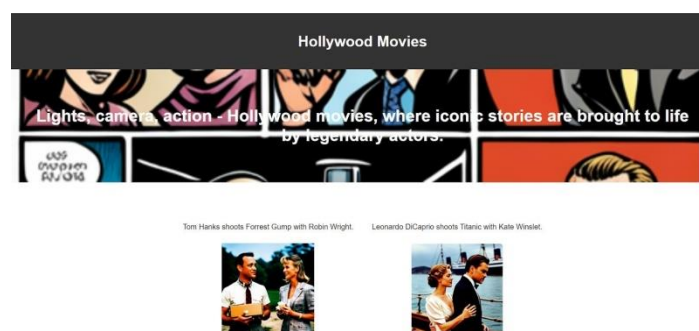 Hollywood Movies
Lights, camera, action - Hollywood movies, where iconic stories are brought to life
by legendary actors.
Tom Hanks shoots Forrest Gump with Robin Wright.
Leonardo DiCaprio shoots Titanic with Kate Winslet.